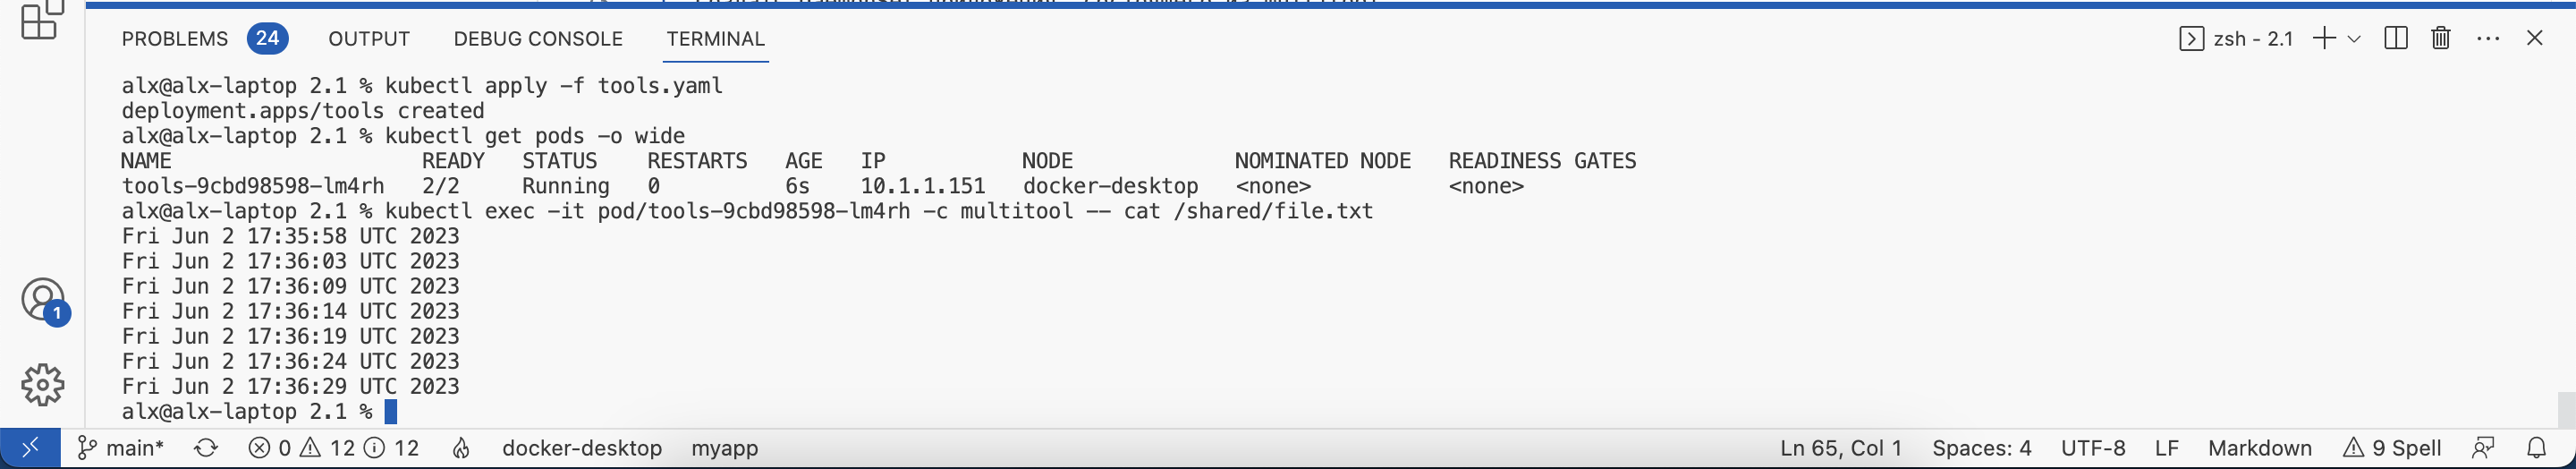 PROBLEMS 24 OUTPUT DEBUG CONSOLE TERMINAL zsh - 2.1
alx@alx-laptop 2.1 % kubectl apply -f tools.yaml
deployment.apps/tools created
alx@alx-laptop 2.1 % kubectl get pods -o wide
NAME READY STATUS RESTARTS AGE IP NODE NOMINATED NODE READINESS GATES
tools-9cbd98598-lm4rh 2/2 Running 0 6s 10.1.1.151 docker-desktop <none> <none>
alx@alx-laptop 2.1 % kubectl exec -it pod/tools-9cbd98598-lm4rh -c multitool -- cat /shared/file.txt
Fri Jun 2 17:35:58 UTC 2023
Fri Jun 2 17:36:03 UTC 2023
Fri Jun 2 17:36:09 UTC 2023
Fri Jun 2 17:36:14 UTC 2023
Fri Jun 2 17:36:19 UTC 2023
Fri Jun 2 17:36:24 UTC 2023
Fri Jun 2 17:36:29 UTC 2023
alx@alx-laptop 2.1 %
1
main* 0 12 12 docker-desktop myapp Ln 65, Col 1 Spaces: 4 UTF-8 LF Markdown 9 Spell